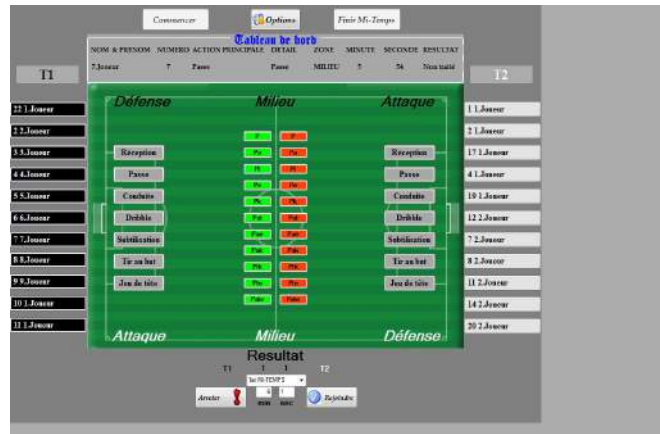 Commencer
Options
Finir Mi-Temps
Tableau de bord
NOM & PRENOM NUMERO ACTION PRINCIPALE DETAIL ZONE MINUTE SECONDE RESULTAT
7.Joueur 7 Passe Passe MILIEU 5 54 Non traité
T1
T2
Défense Milieu Attaque
22 1.Joueur
2 2.Joueur
3 3.Joueur
4 4.Joueur
5 5.Joueur
6 6.Joueur
7 7.Joueur
8 8.Joueur
9 9.Joueur
10 1.Joueur
11 1.Joueur
Réception
Passe
Conduite
Dribble
Subtilisation
Tir au but
Jeu de tête
Réception
Passe
Conduite
Dribble
Subtilisation
Tir au but
Jeu de tête
1 1.Joueur
2 1.Joueur
17 1.Joueur
4 1.Joueur
19 1.Joueur
12 2.Joueur
7 2.Joueur
8 2.Joueur
11 2.Joueur
14 2.Joueur
20 2.Joueur
Attaque Milieu Défense
Resultat
T1 1 1 T2
1er MI-TEMPS
Arreter
6 1
min sec
Rejoindre